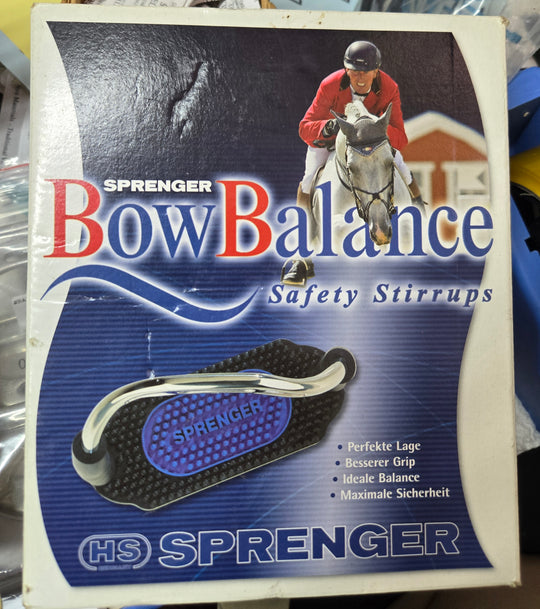 SPRENGER
BowBalance
Safety Stirrups
SPRENGER
• Perfekte Lage
• Besserer Grip
• Ideale Balance
• Maximale Sicherheit
HS SPRENGER